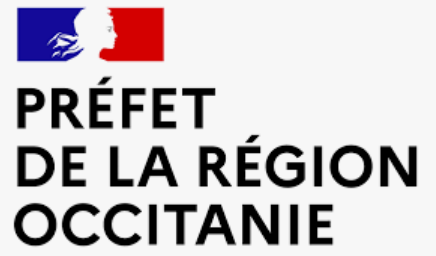 PRÉFET
DE LA RÉGION
OCCITANIE